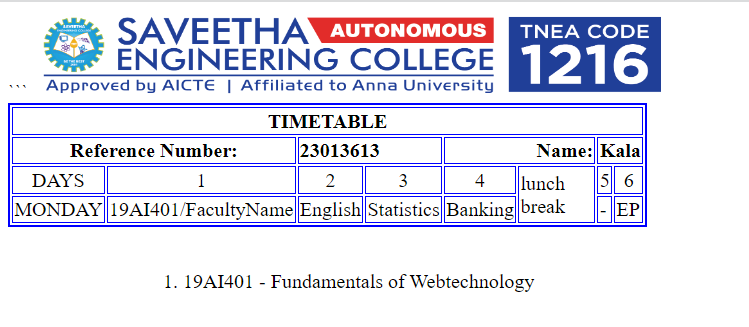 SAVEETHA AUTONOMOUS
ENGINEERING COLLEGE
Approved by AICTE | Affiliated to Anna University
TNEA CODE
1216
```
TIMETABLE
Reference Number: 23013613 Name: Kala
DAYS 1 2 3 4 lunch break 5 6
MONDAY 19AI401/FacultyName English Statistics Banking - EP
1. 19AI401 - Fundamentals of Webtechnology